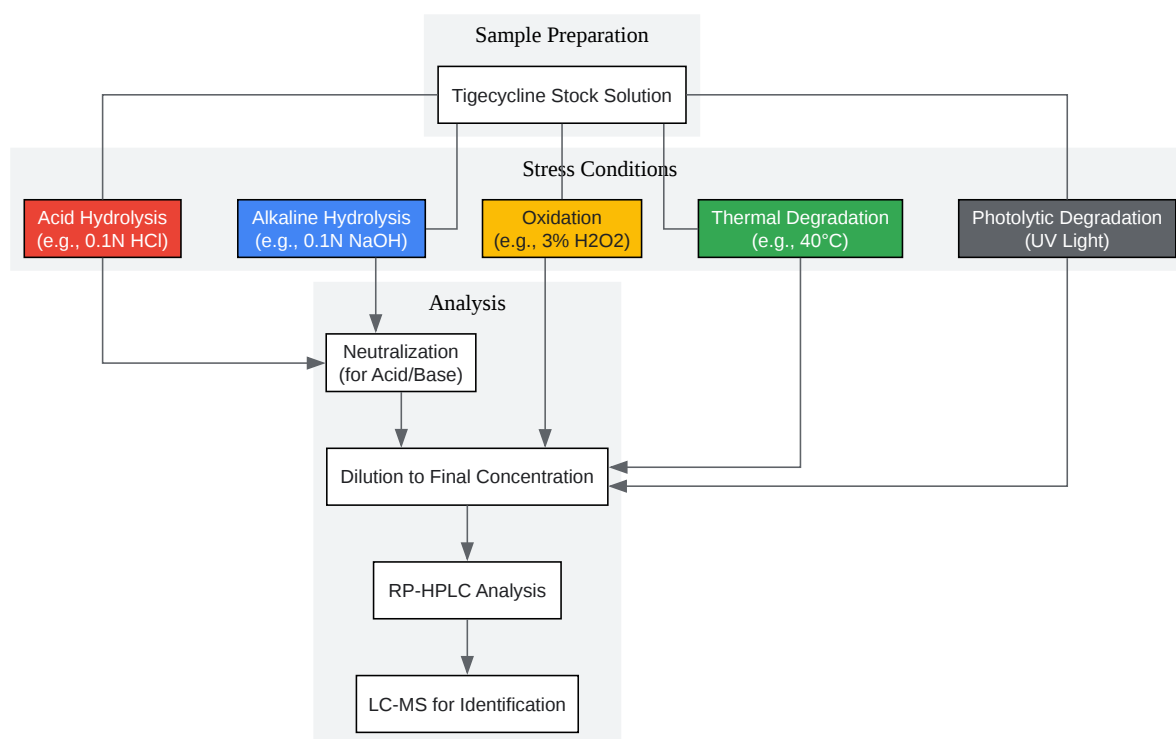 Sample Preparation
Tigecycline Stock Solution
Stress Conditions
Acid Hydrolysis
(e.g., 0.1N HCl)
Alkaline Hydrolysis
(e.g., 0.1N NaOH)
Oxidation
(e.g., 3% H2O2)
Thermal Degradation
(e.g., 40°C)
Photolytic Degradation
(UV Light)
Analysis
Neutralization
(for Acid/Base)
Dilution to Final Concentration
RP-HPLC Analysis
LC-MS for Identification